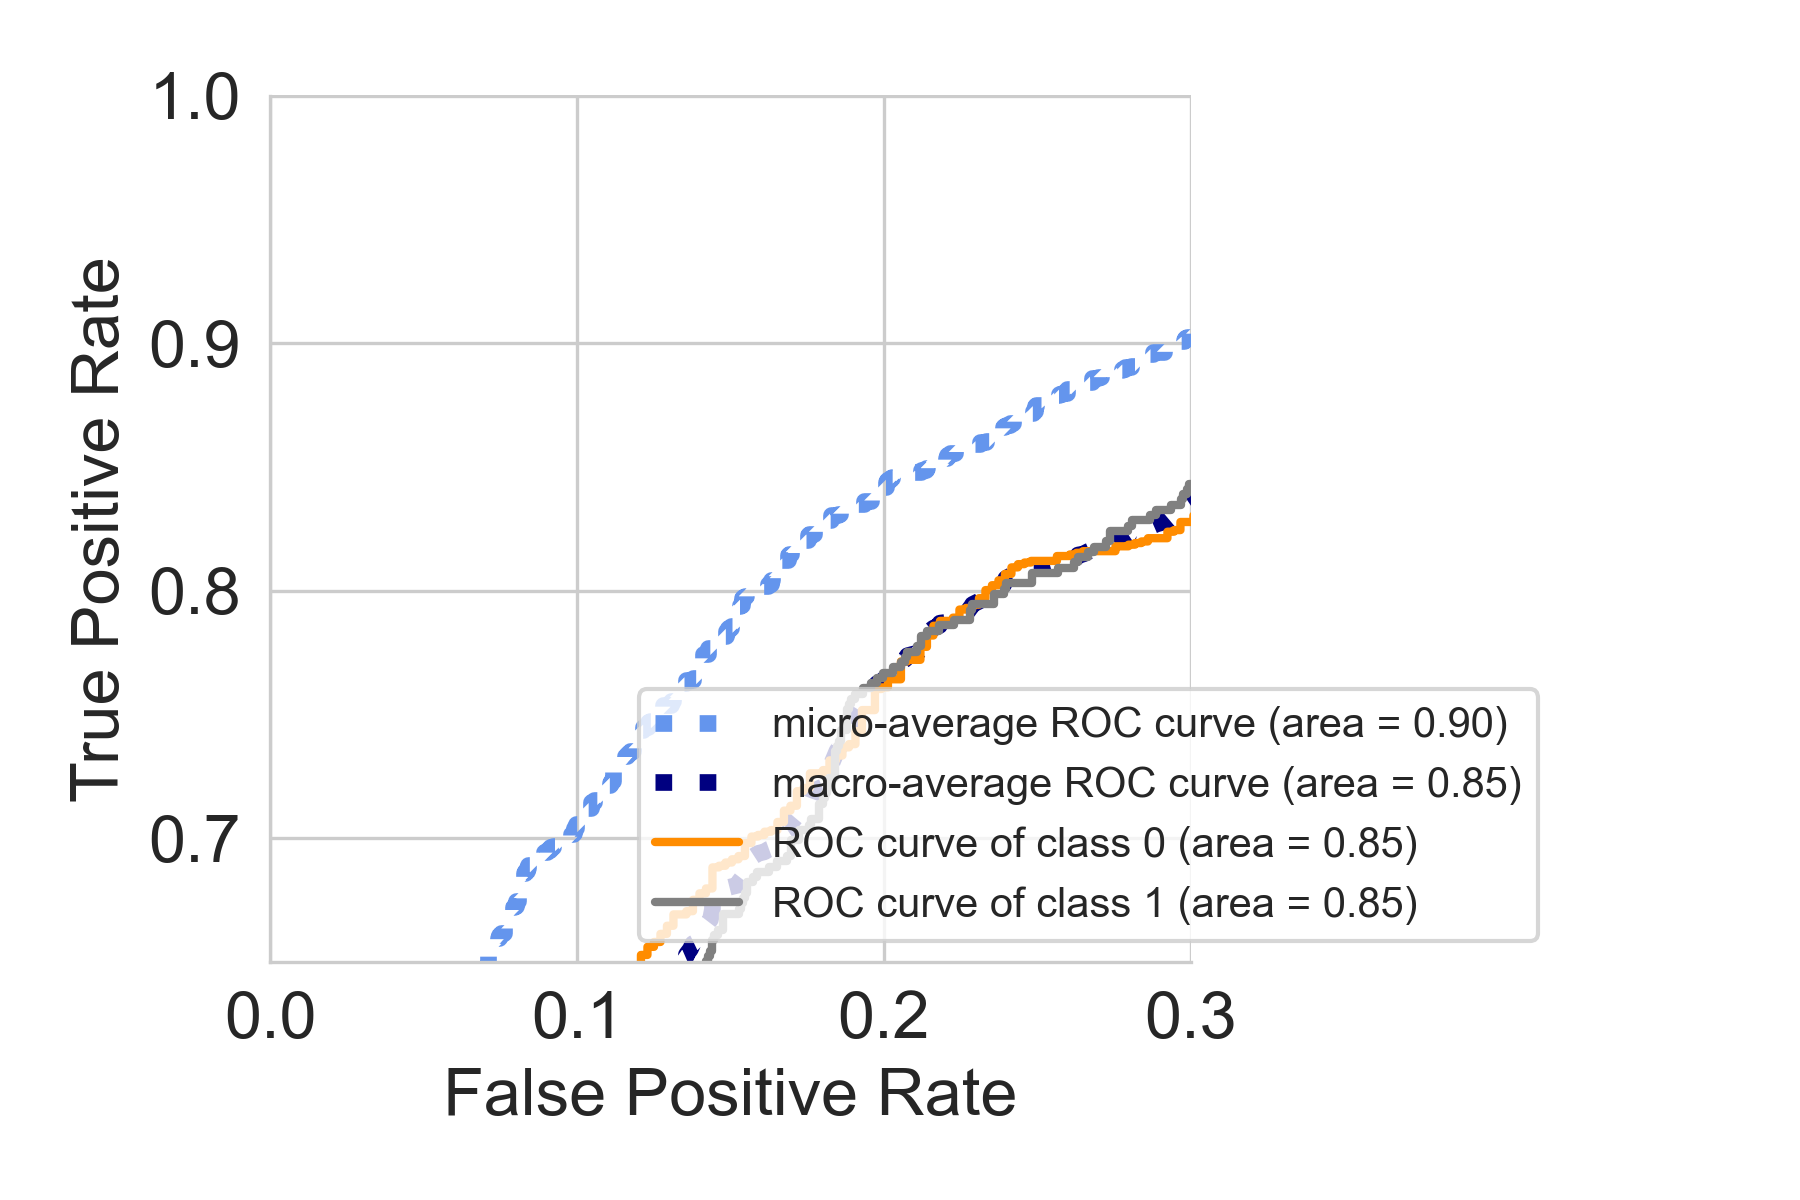 True Positive Rate
1.0
0.9
0.8
0.7
micro-average ROC curve (area = 0.90)
macro-average ROC curve (area = 0.85)
ROC curve of class 0 (area = 0.85)
ROC curve of class 1 (area = 0.85)
0.0 0.1 0.2 0.3
False Positive Rate